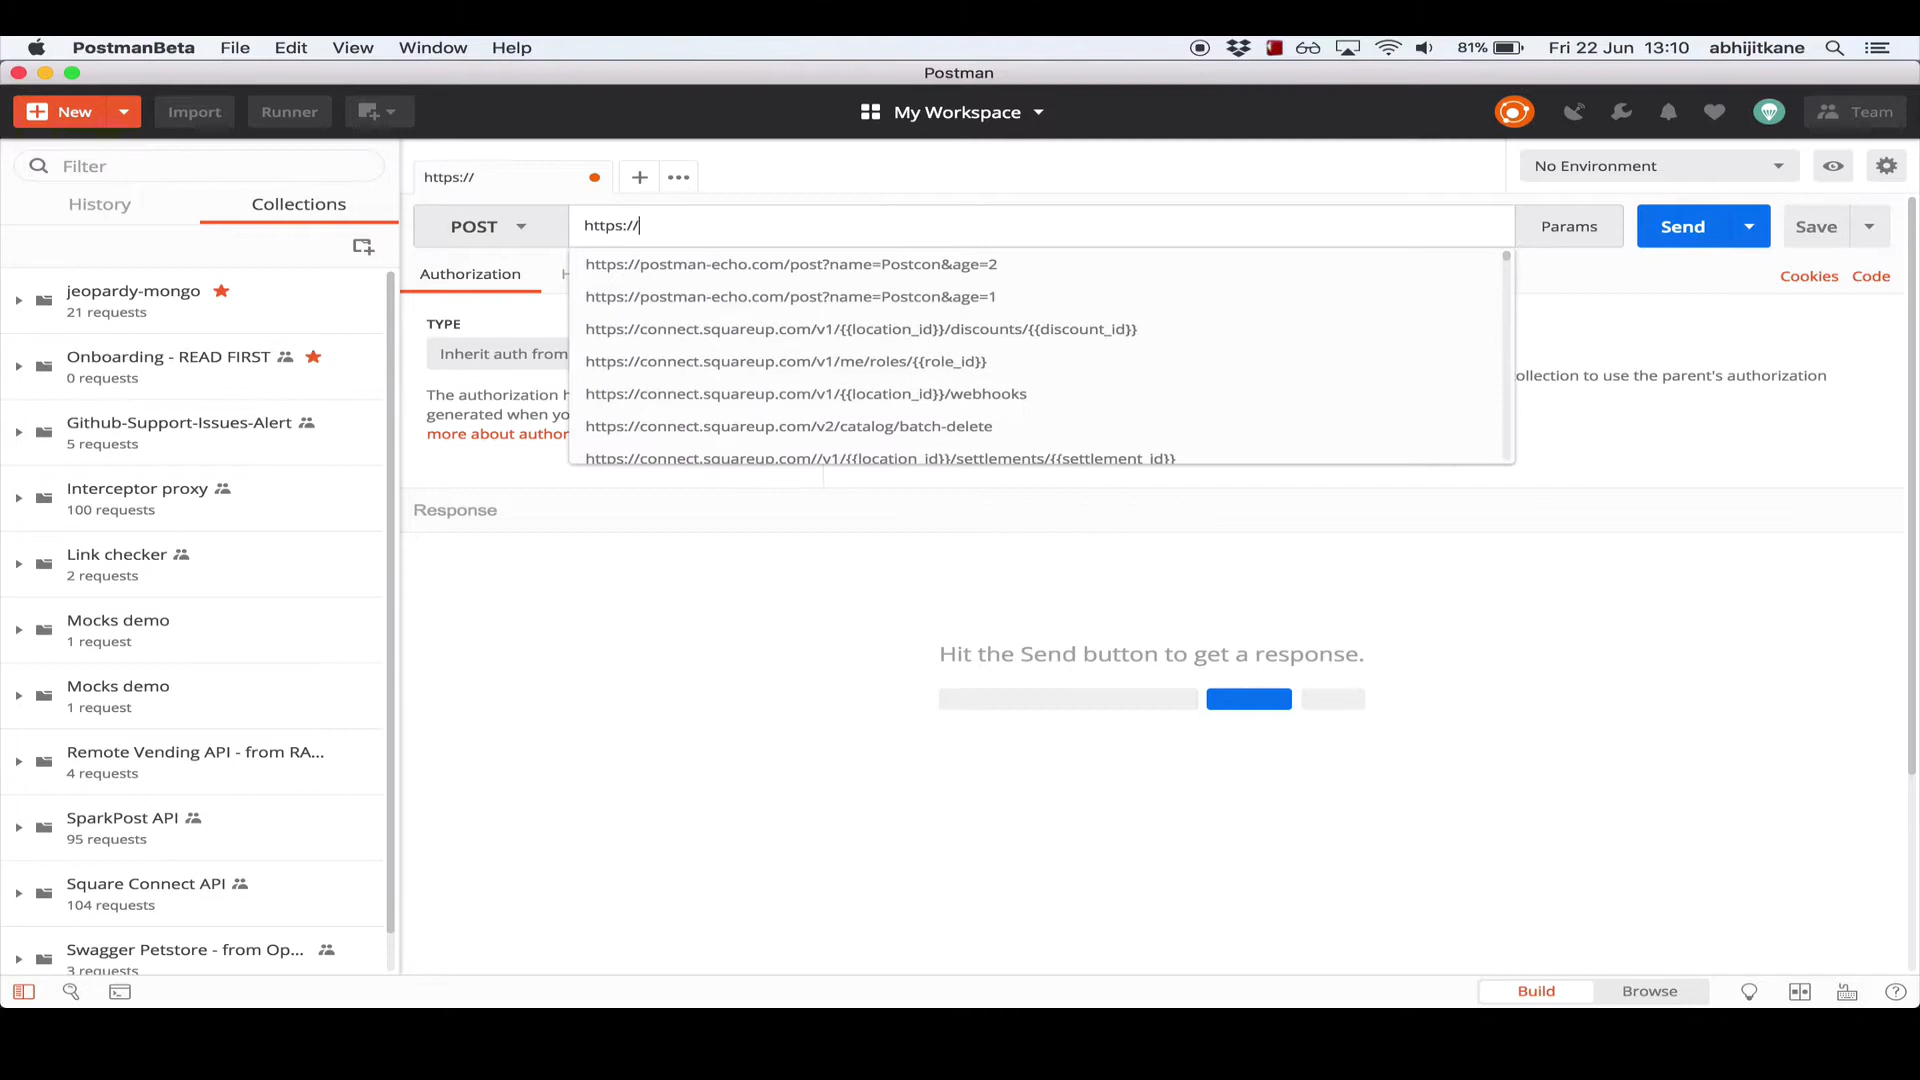 PostmanBeta File Edit View Window Help 81% Fri 22 Jun 13:10 abhijitkane
Postman
New Import Runner My Workspace Team
Filter
History Collections
jeopardy-mongo
21 requests
Onboarding - READ FIRST
0 requests
Github-Support-Issues-Alert
5 requests
Interceptor proxy
100 requests
Link checker
2 requests
Mocks demo
1 request
Mocks demo
1 request
Remote Vending API - from RA...
4 requests
SparkPost API
95 requests
Square Connect API
104 requests
Swagger Petstore - from Op...
3 requests
https://
No Environment
POST https:// Params Send Save
https://postman-echo.com/post?name=Postcon&age=2
https://postman-echo.com/post?name=Postcon&age=1
https://connect.squareup.com/v1/{{location_id}}/discounts/{{discount_id}}
https://connect.squareup.com/v1/me/roles/{{role_id}}
https://connect.squareup.com/v1/{{location_id}}/webhooks
https://connect.squareup.com/v2/catalog/batch-delete
https://connect.squareup.com//v1/{{location_id}}/settlements/{{settlement_id}}
Authorization
Cookies Code
TYPE
Inherit auth from
The authorization h
generated when yo
more about author
ollection to use the parent's authorization
Response
Hit the Send button to get a response.
Build Browse